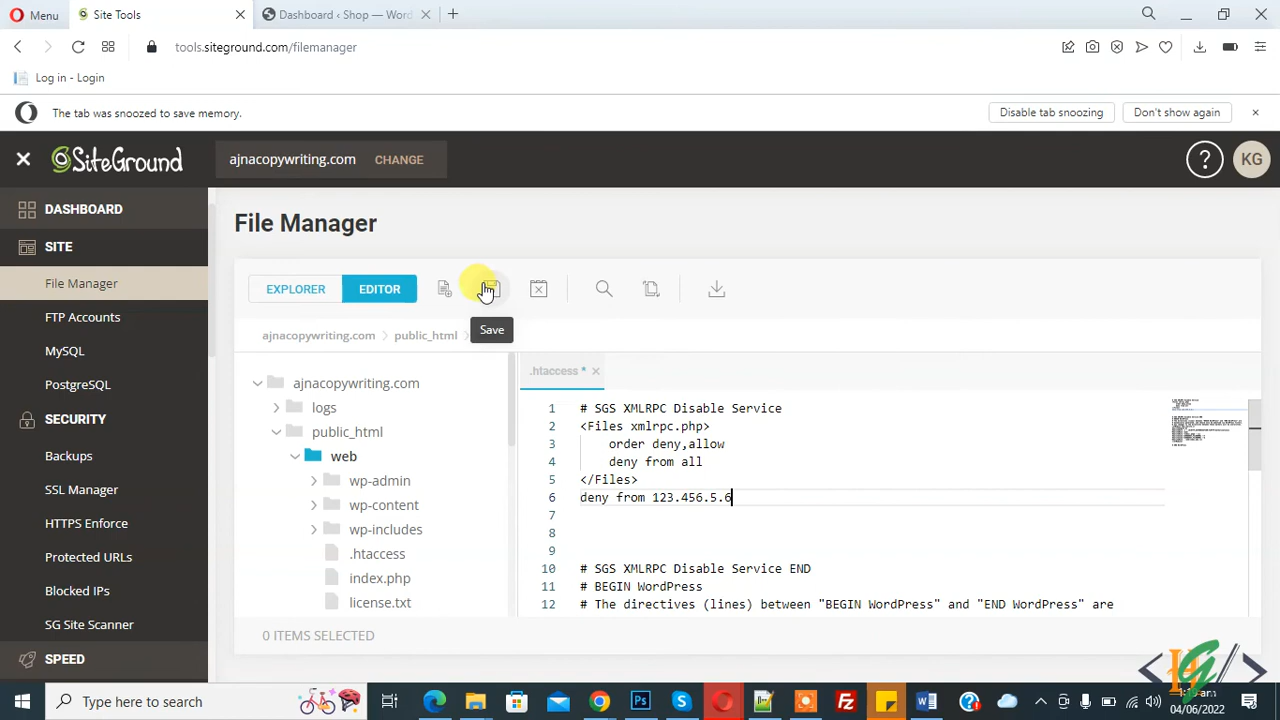 Menu
Site Tools
Dashboard ‹ Shop — Word
Log in - Login
tools.siteground.com/filemanager
The tab was snoozed to save memory.
Disable tab snoozing
Don't show again
SiteGround
ajnacopywriting.com
CHANGE
KG
DASHBOARD
SITE
File Manager
FTP Accounts
MySQL
PostgreSQL
SECURITY
Backups
SSL Manager
HTTPS Enforce
Protected URLs
Blocked IPs
SG Site Scanner
SPEED
File Manager
EXPLORER
EDITOR
Save
ajnacopywriting.com
public_html
ajnacopywriting.com
logs
public_html
web
wp-admin
wp-content
wp-includes
.htaccess
index.php
license.txt
.htaccess *
1 # SGS XMLRPC Disable Service
2 <Files xmlrpc.php>
3 order deny,allow
4 deny from all
5 </Files>
6 deny from 123.456.5.6
7
8
9
10 # SGS XMLRPC Disable Service END
11 # BEGIN WordPress
12 # The directives (lines) between "BEGIN WordPress" and "END WordPress" are
0 ITEMS SELECTED
Type here to search
04/06/2022